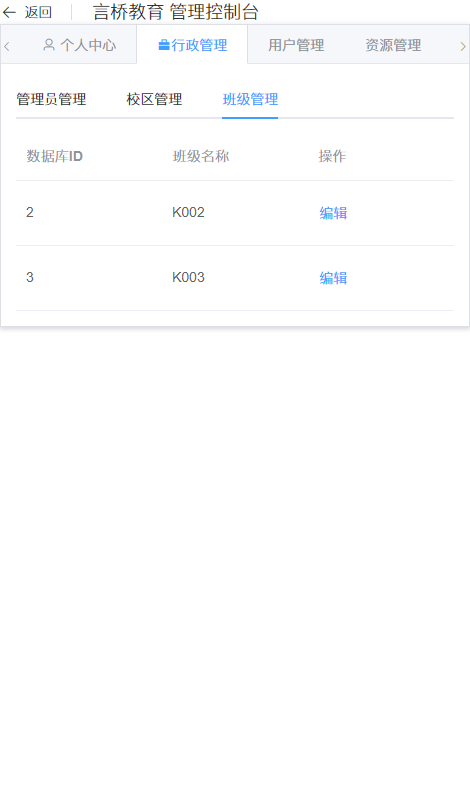 返回 言桥教育 管理控制台
个人中心 行政管理 用户管理 资源管理
管理员管理 校区管理 班级管理
数据库ID 班级名称 操作
2 K002 编辑
3 K003 编辑